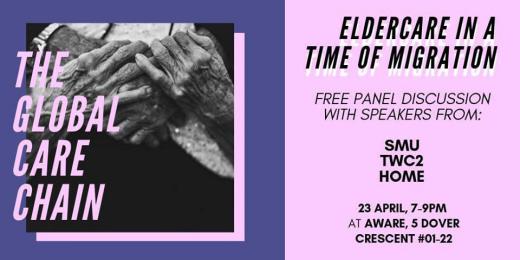 THE
GLOBAL
CARE
CHAIN
ELDERCARE IN A
TIME OF MIGRATION
FREE PANEL DISCUSSION
WITH SPEAKERS FROM:
SMU
TWC2
HOME
23 APRIL, 7-9PM
AT AWARE, 5 DOVER
CRESCENT #01-22